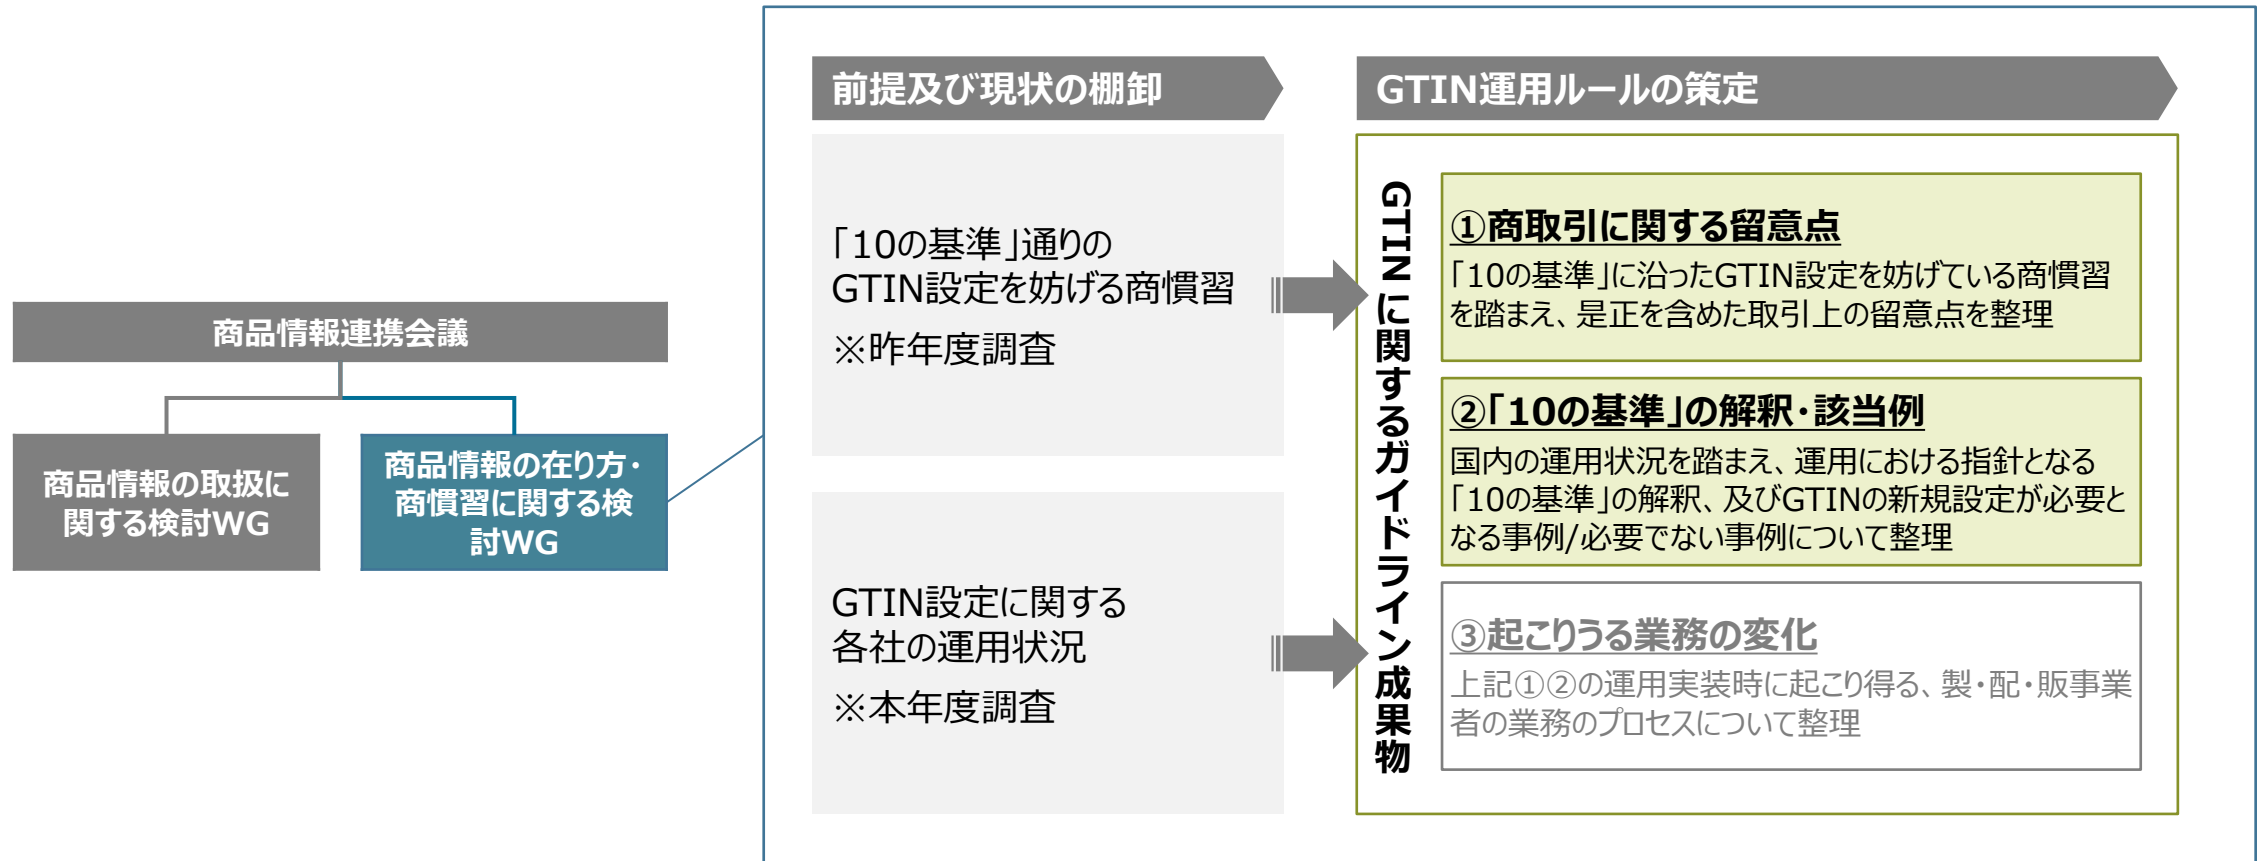 商品情報連携会議
商品情報の取扱に
関する検討WG
商品情報の在り方・
商慣習に関する検
討WG
前提及び現状の棚卸
「10の基準」通りの
GTIN設定を妨げる商慣習
※昨年度調査
GTIN設定に関する
各社の運用状況
※本年度調査
GTIN運用ルールの策定
GTINに関するガイドライン成果物
①商取引に関する留意点
「10の基準」に沿ったGTIN設定を妨げている商慣習
を踏まえ、是正を含めた取引上の留意点を整理
②「10の基準」の解釈・該当例
国内の運用状況を踏まえ、運用における指針となる
「10の基準」の解釈、及びGTINの新規設定が必要と
なる事例/必要でない事例について整理
③起こりうる業務の変化
上記①②の運用実装時に起こり得る、製・配・販事業
者の業務のプロセスについて整理